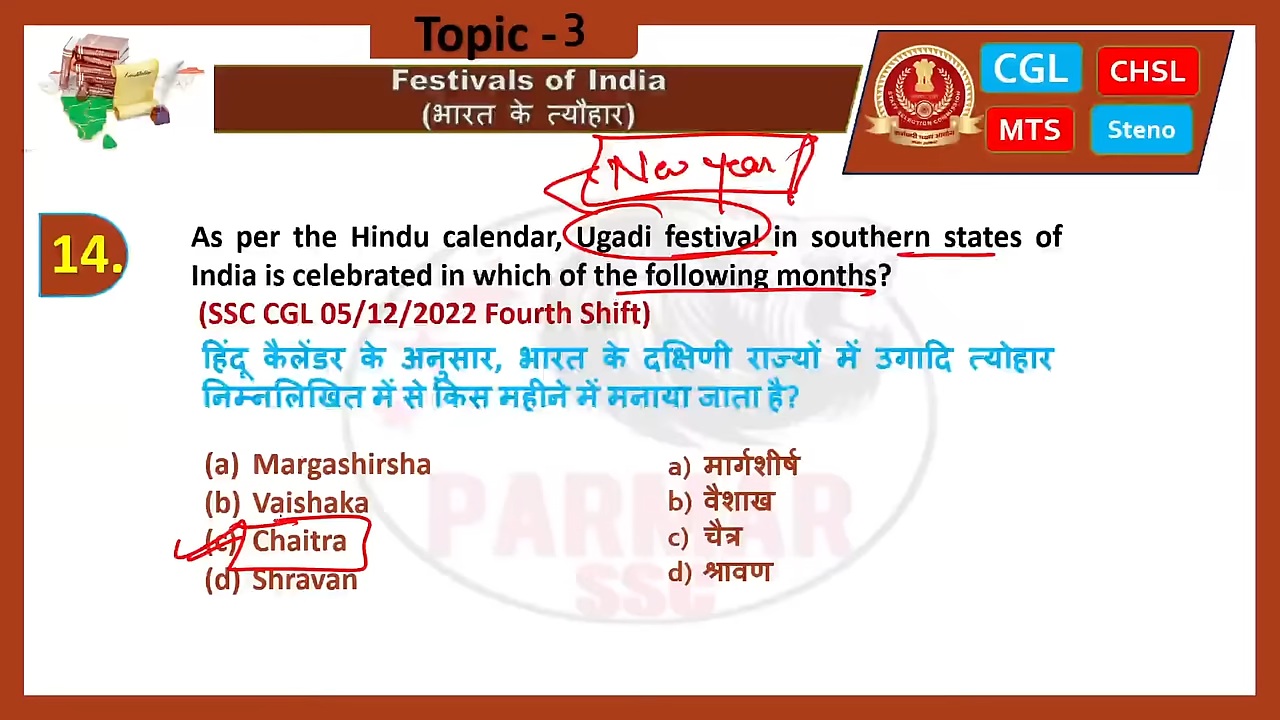 Topic -3
Festivals of India
(भारत के त्यौहार)
CGL
CHSL
MTS
Steno
New year
14.
As per the Hindu calendar, Ugadi festival in southern states of
India is celebrated in which of the following months?
(SSC CGL 05/12/2022 Fourth Shift)
हिंदू कैलेंडर के अनुसार, भारत के दक्षिणी राज्यों में उगादि त्योहार
निम्नलिखित में से किस महीने में मनाया जाता है?
(a) Margashirsha
(b) Vaishaka
(c) Chaitra
(d) Shravan
a) मार्गशीर्ष
b) वैशाख
c) चैत्र
d) श्रावण
PARMAR
SSC